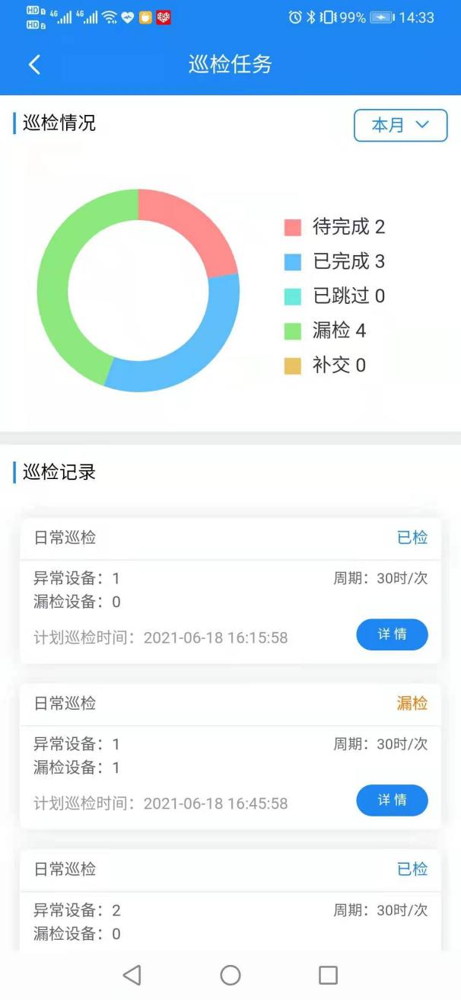 HD 1 4G 4G 99% 14:33
HD 2
巡检任务
巡检情况 本月
待完成 2
已完成 3
已跳过 0
漏检 4
补交 0
巡检记录
日常巡检 已检
异常设备：1 周期：30时/次
漏检设备：0
计划巡检时间：2021-06-18 16:15:58 详 情
日常巡检 漏检
异常设备：1 周期：30时/次
漏检设备：1
计划巡检时间：2021-06-18 16:45:58 详 情
日常巡检 已检
异常设备：2 周期：30时/次
漏检设备：0